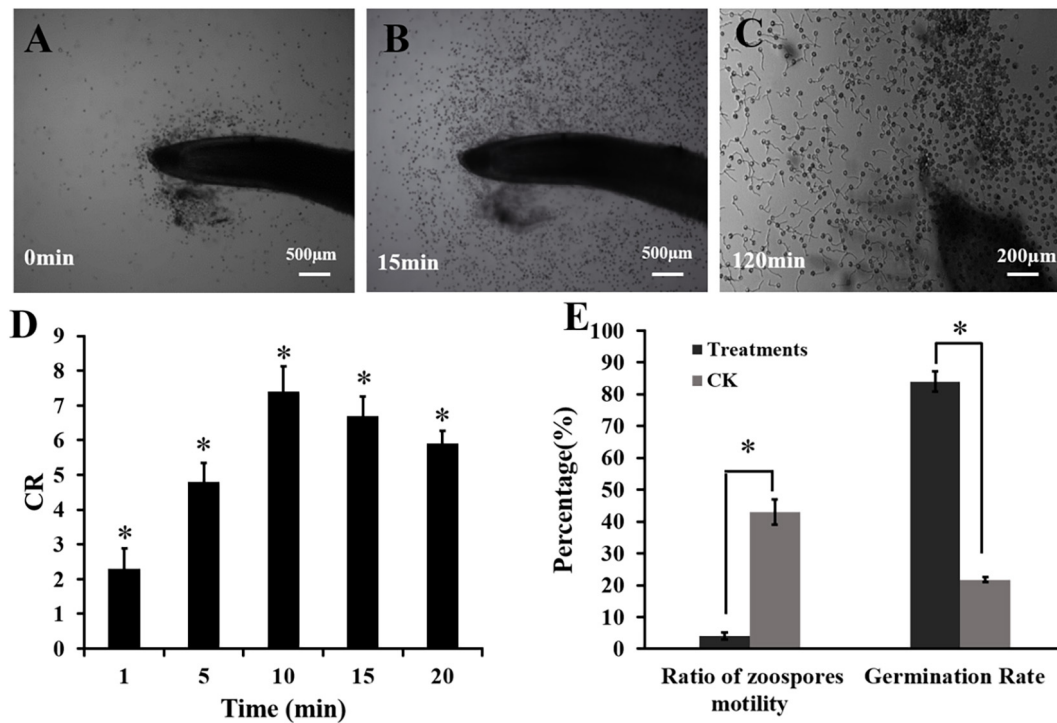 A
0min
500μm
B
15min
500μm
C
120min
200μm
D
9
8
7
6
5
4
3
2
1
0
CR
*
*
*
*
*
1 5 10 15 20
Time (min)
E
100
90
80
70
60
50
40
30
20
10
0
Percentage(%)
Treatments
CK
*
*
Ratio of zoospores
motility
Germination Rate